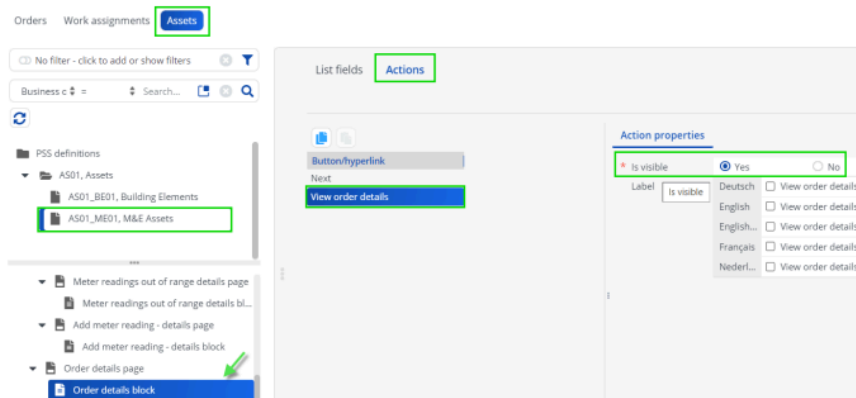 Orders Work assignments Assets
No filter - click to add or show filters
Business c = Search...
PSS definitions
AS01, Assets
AS01_BE01, Building Elements
AS01_ME01, M&E Assets
Meter readings out of range details page
Meter readings out of range details bl...
Add meter reading - details page
Add meter reading - details block
Order details page
Order details block
List fields Actions
Button/hyperlink
Next
View order details
Action properties
* Is visible Yes No
Label Is visible Deutsch View order details
English View order details
English... View order details
Français View order details
Nederl... View order details